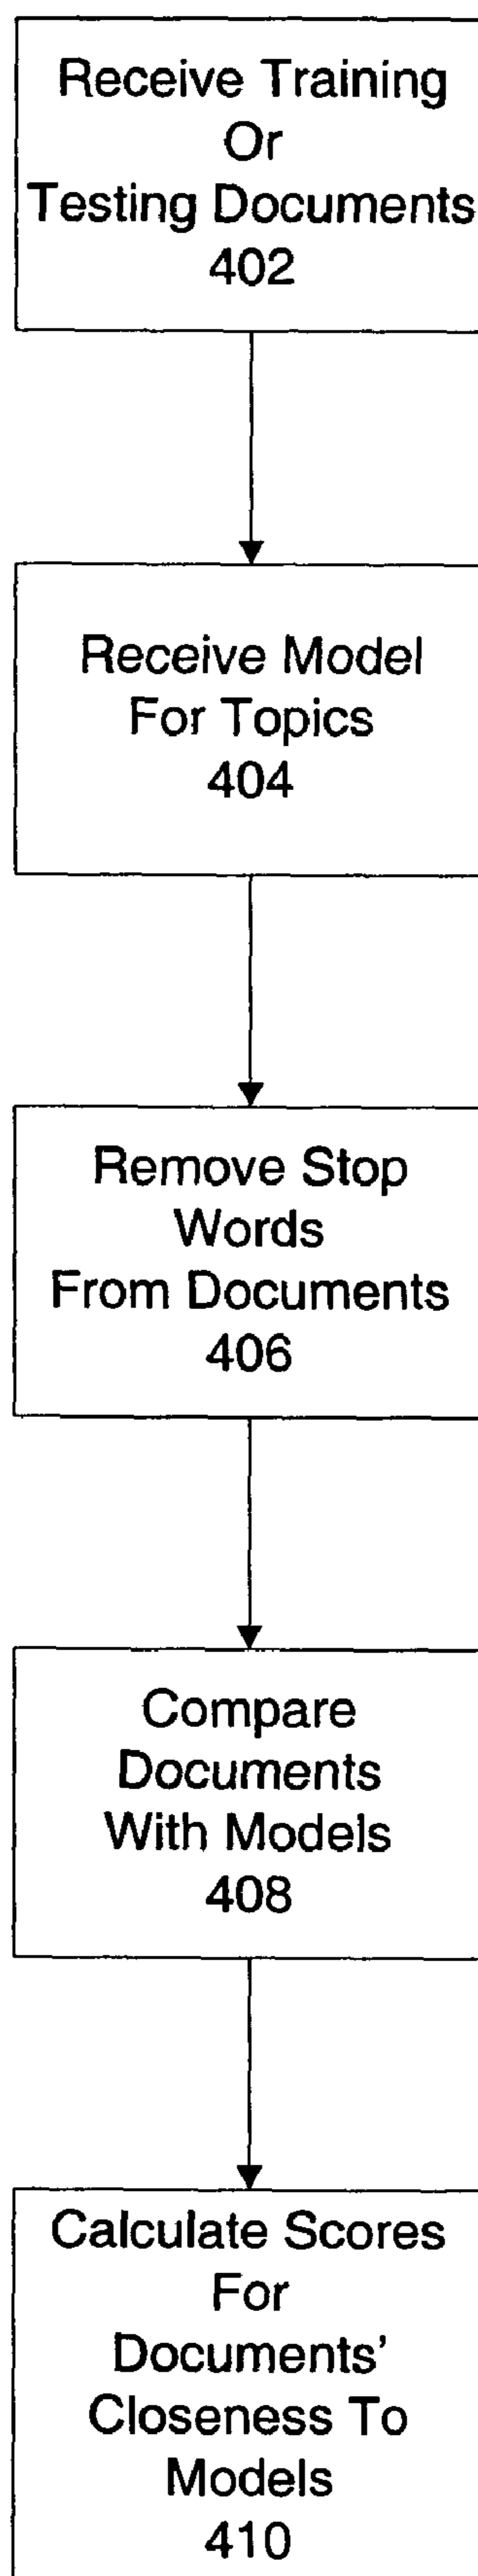 Receive Training
Or
Testing Documents
402
Receive Model
For Topics
404
Remove Stop
Words
From Documents
406
Compare
Documents
With Models
408
Calculate Scores
For
Documents'
Closeness To
Models
410